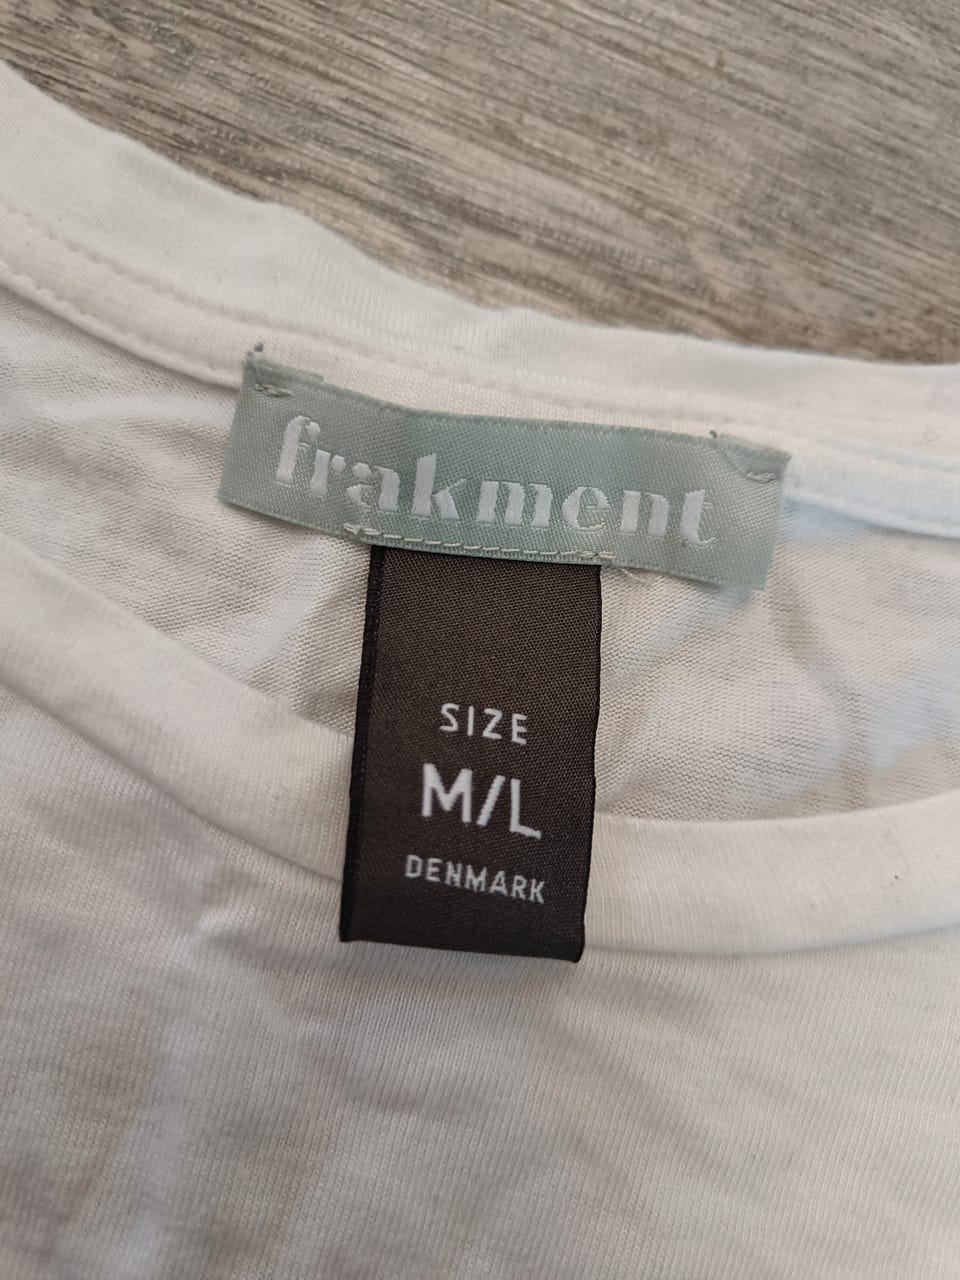 frakment
SIZE
M/L
DENMARK